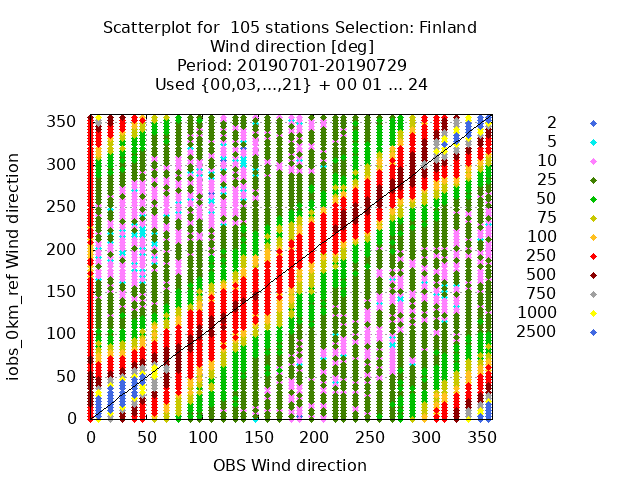 Scatterplot for  105 stations Selection: Finland
Wind direction [deg]
Period: 20190701-20190729
Used {00,03,...,21} + 00 01 ... 24
iobs_0km_ref Wind direction
350
300
250
200
150
100
50
0
0 50 100 150 200 250 300 350
OBS Wind direction
2
5
10
25
50
75
100
250
500
750
1000
2500